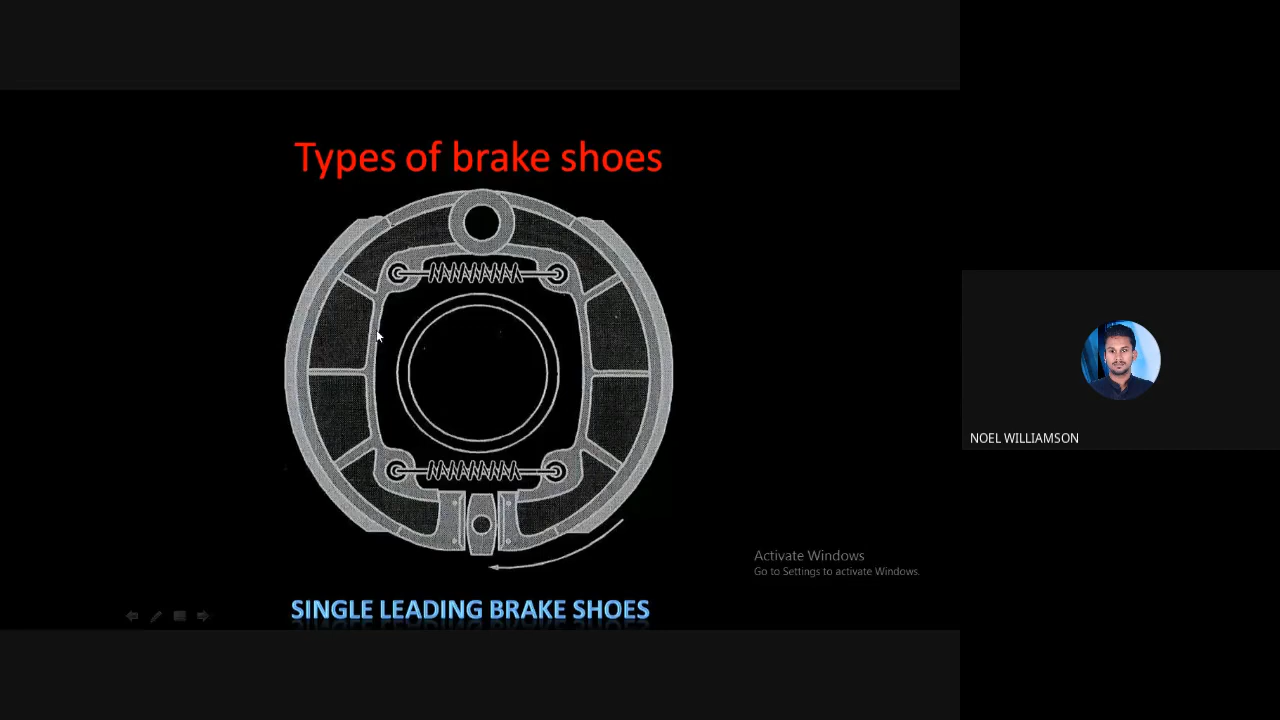 Types of brake shoes
NOEL WILLIAMSON
Activate Windows
Go to Settings to activate Windows.
SINGLE LEADING BRAKE SHOES